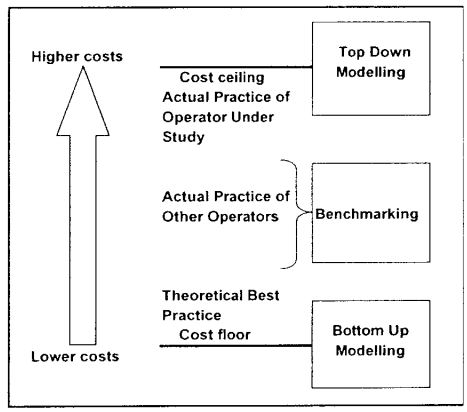 Higher costs
Top Down
Modelling
Cost ceiling
Actual Practice of
Operator Under
Study
Actual Practice of
Other Operators
Benchmarking
Theoretical Best
Practice
Cost floor
Lower costs
Bottom Up
Modelling